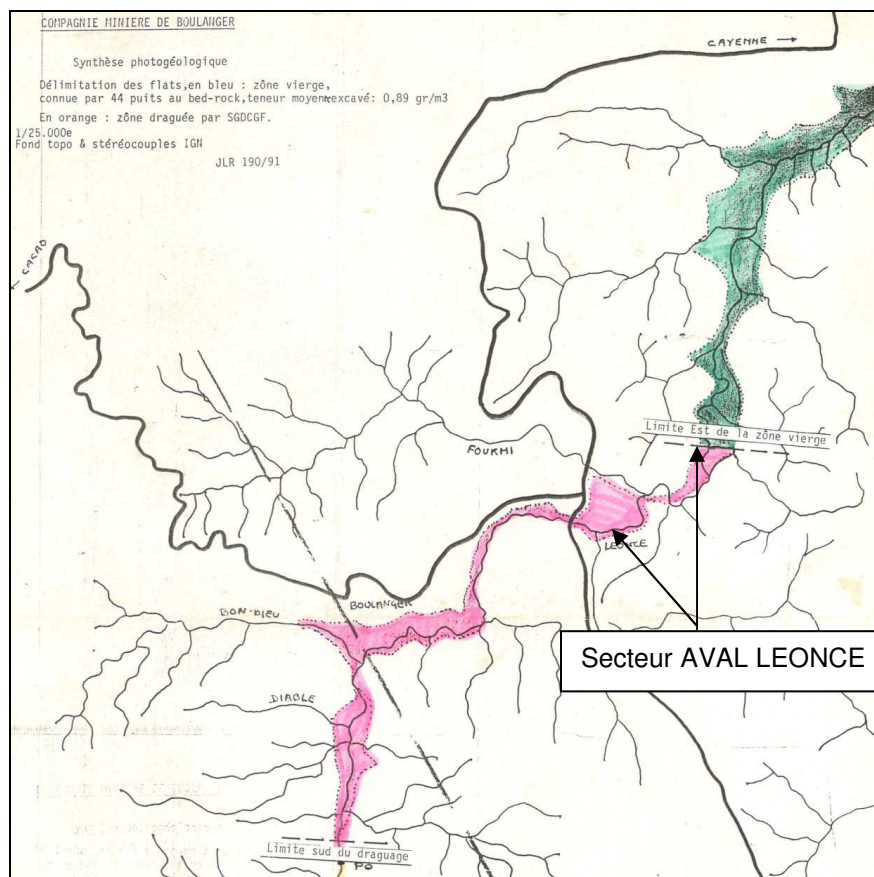 COMPAGNIE MINIERE DE BOULANGER
Synthèse photogéologique
Délimitation des flats,en bleu : zône vierge,
connue par 44 puits au bed-rock,teneur moyenexcavé: 0,89 gr/m3
En orange : zône draguée par SGDCGF.
1/25.000e
Fond topo & stéréocouples IGN
JLR 190/91
CAYENNE →
← CACAO
Limite Est de la zône vierge
FOURMI
LEONCE
BOULANGER
BON-DIEU
Secteur AVAL LEONCE
DIABLE
Limite sud du draguage
PO